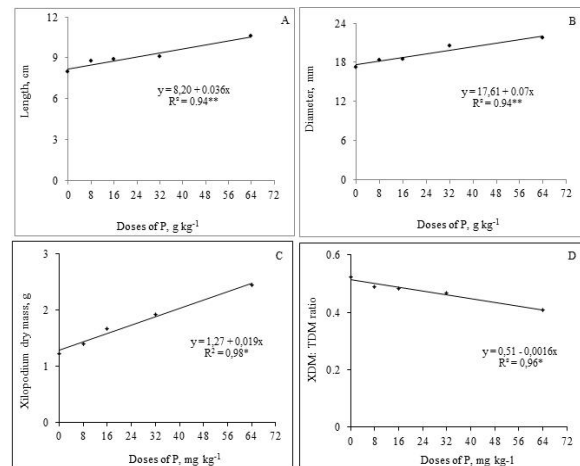 A
12
9
6
3
0
Length, cm
y = 8,20 + 0.036x
R² = 0.94**
0 8 16 24 32 40 48 56 64 72
Doses of P, g kg-1
B
24
18
12
6
0
Diameter, mm
y = 17,61 + 0.07x
R² = 0.94**
0 8 16 24 32 40 48 56 64 72
Doses of P, g kg-1
C
3
2
1
0
Xilopodium dry mass, g
y = 1,27 + 0,019x
R² = 0,98*
0 8 16 24 32 40 48 56 64 72
Doses of P, mg kg-1
D
0.6
0.4
0.2
0
XDM: TDM ratio
y = 0,51 - 0,0016x
R² = 0,96*
0 8 16 24 32 40 48 56 64 72
Doses of P, mg kg-1